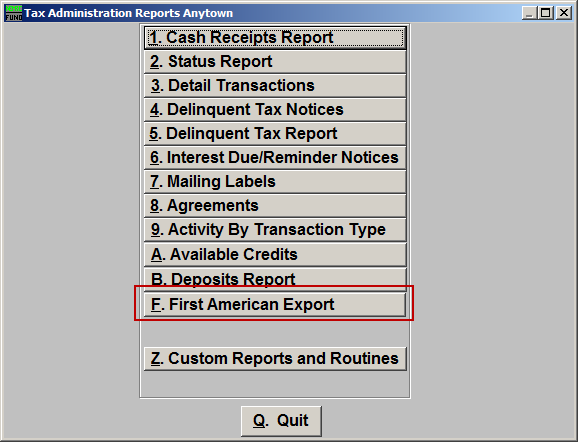 FUND
Tax Administration Reports Anytown
1. Cash Receipts Report
2. Status Report
3. Detail Transactions
4. Delinquent Tax Notices
5. Delinquent Tax Report
6. Interest Due/Reminder Notices
7. Mailing Labels
8. Agreements
9. Activity By Transaction Type
A. Available Credits
B. Deposits Report
F. First American Export
Z. Custom Reports and Routines
Q. Quit